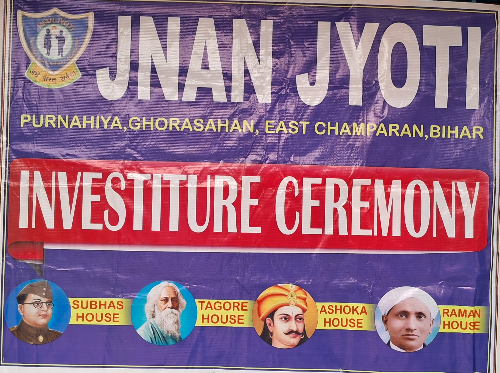 JNAN JYOTI
PURNAHIYA,GHORASAHAN, EAST CHAMPARAN,BIHAR
INVESTITURE CEREMONY
SUBHAS
HOUSE
TAGORE
HOUSE
ASHOKA
HOUSE
RAMAN
HOUSE